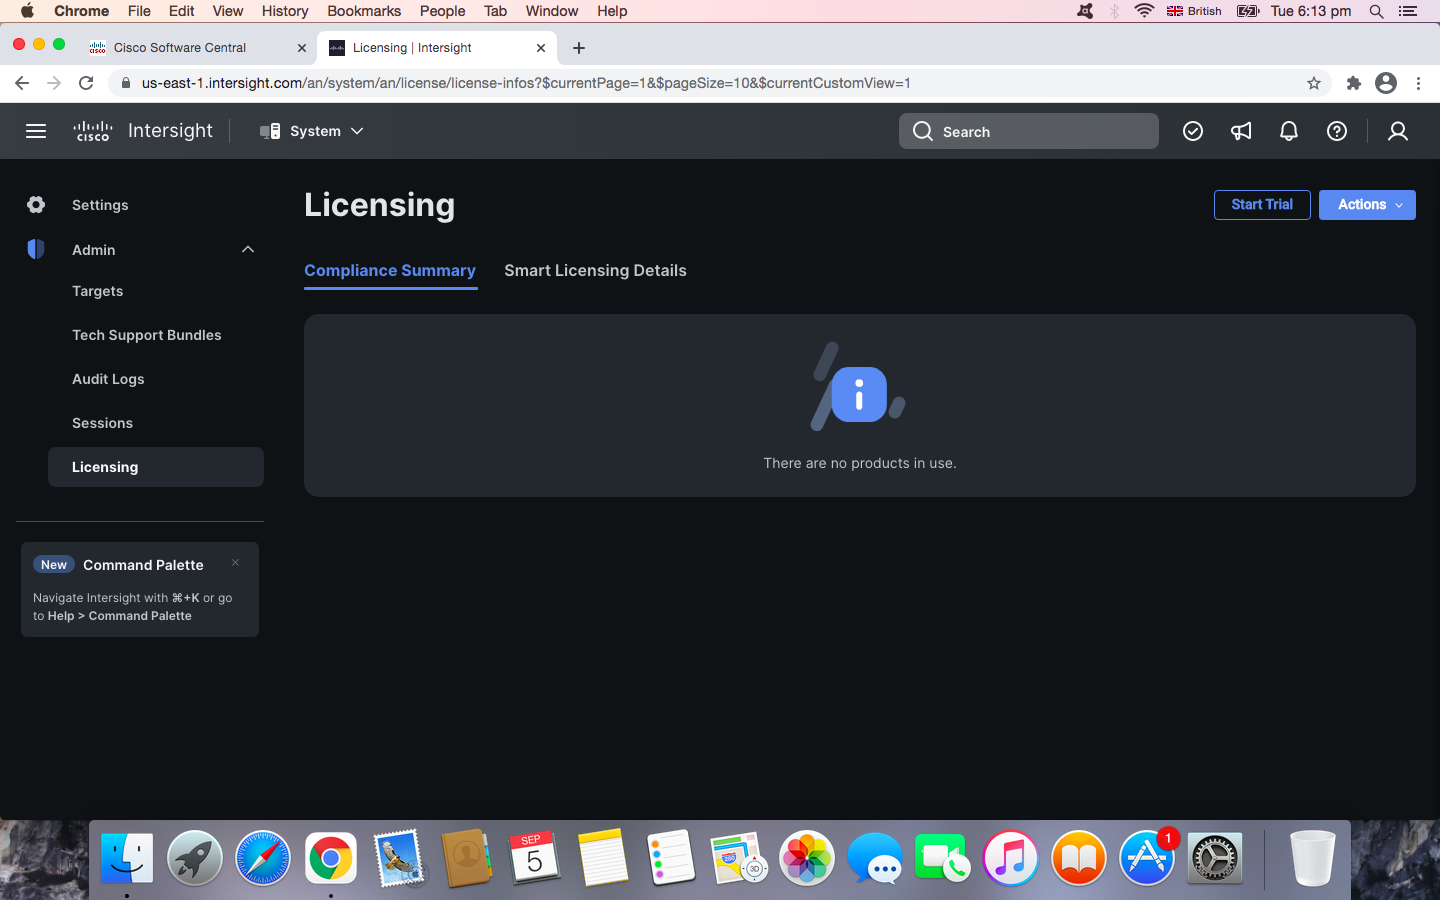 Chrome File Edit View History Bookmarks People Tab Window Help British Tue 6:13 pm
Cisco Software Central
Licensing | Intersight
us-east-1.intersight.com/an/system/an/license/license-infos?$currentPage=1&$pageSize=10&$currentCustomView=1
CISCO Intersight System Search
Settings
Admin
Targets
Tech Support Bundles
Audit Logs
Sessions
Licensing
New Command Palette
Navigate Intersight with ⌘+K or go
to Help > Command Palette
Licensing
Start Trial Actions
Compliance Summary Smart Licensing Details
There are no products in use.
SEP
5
280
3D
1